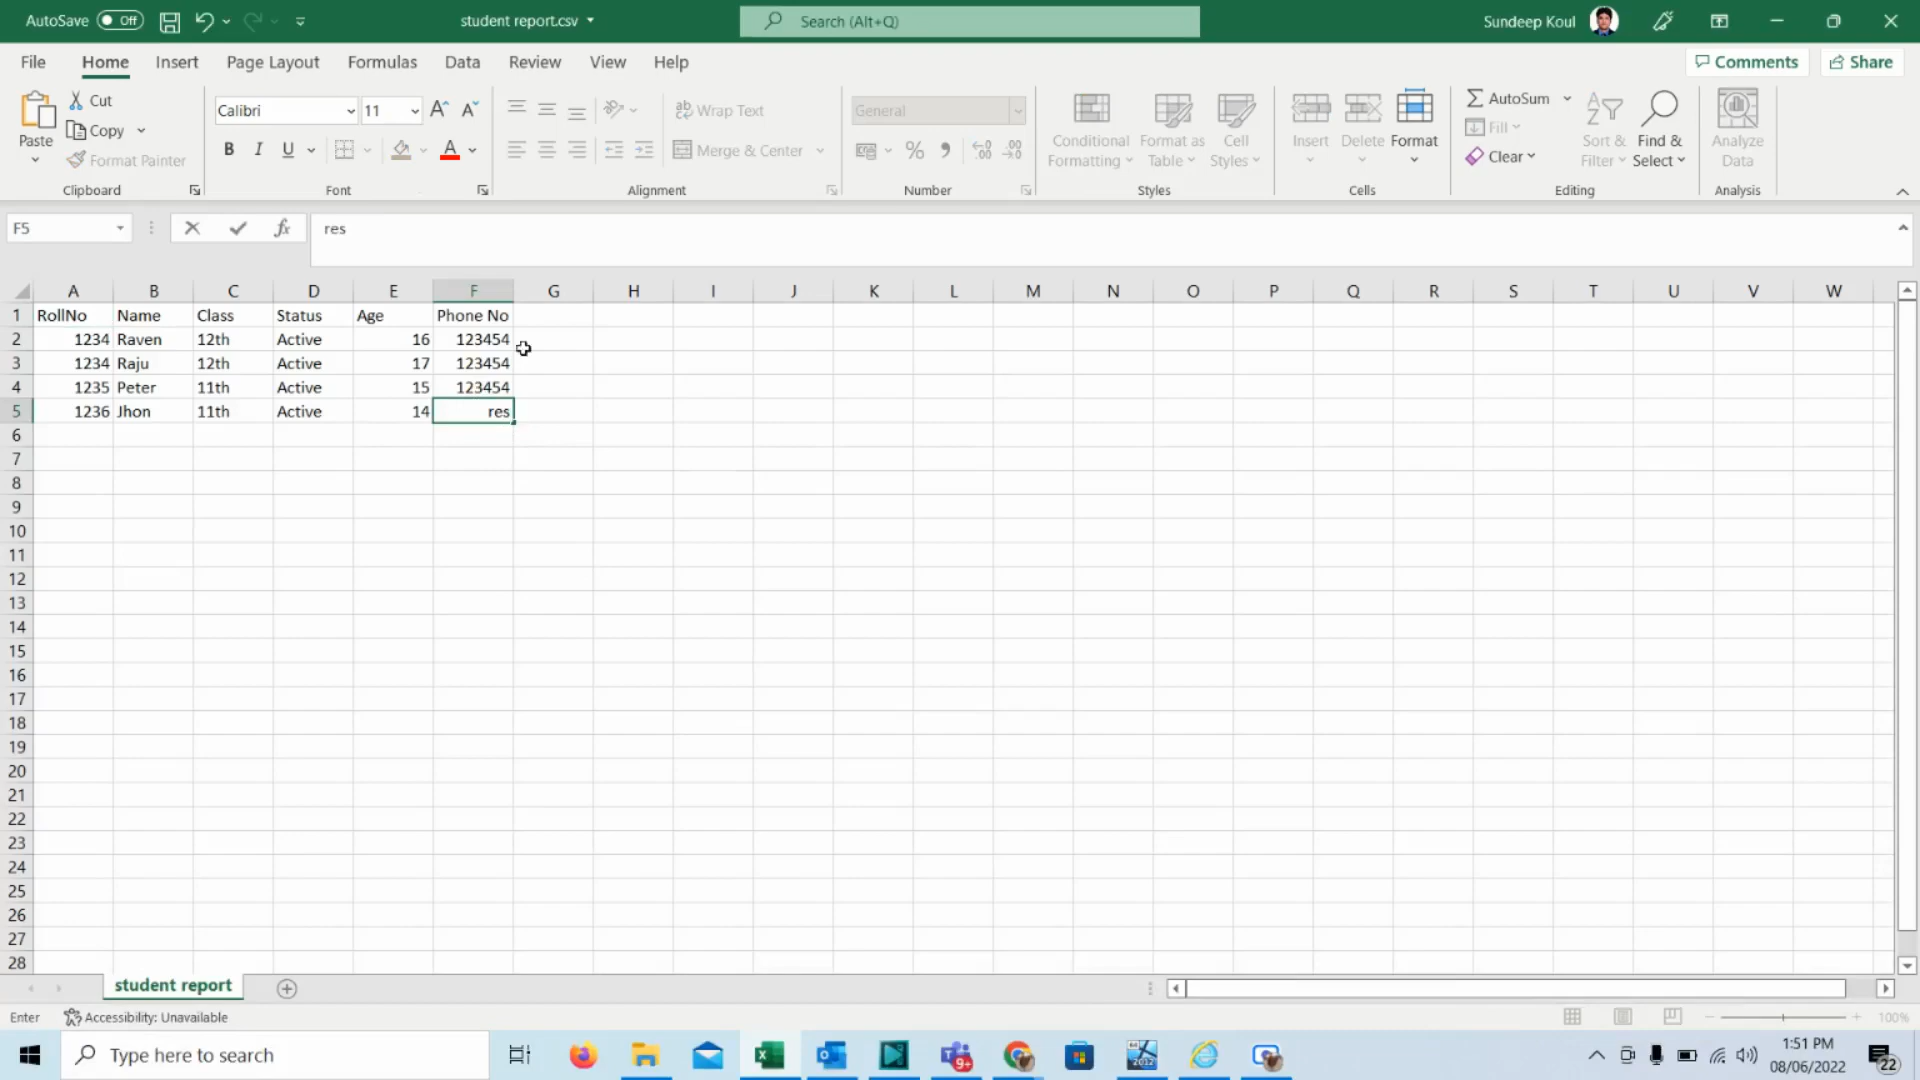 AutoSave Off student report.csv Search (Alt+Q) Sundeep Koul
File Home Insert Page Layout Formulas Data Review View Help Comments Share
Paste Cut Copy Format Painter Clipboard
Calibri 11 B I U A Font
Wrap Text Merge & Center Alignment
General % Number
Conditional Formatting Format as Table Cell Styles Styles
Insert Delete Format Cells
AutoSum Fill Clear Sort & Filter Find & Select Editing
Analyze Data Analysis
F5 fx res
A B C D E F G H I J K L M N O P Q R S T U V W
1 RollNo Name Class Status Age Phone No
2 1234 Raven 12th Active 16 123454
3 1234 Raju 12th Active 17 123454
4 1235 Peter 11th Active 15 123454
5 1236 Jhon 11th Active 14 res
6
7
8
9
10
11
12
13
14
15
16
17
18
19
20
21
22
23
24
25
26
27
28
student report
Enter Accessibility: Unavailable 100%
Type here to search 9+ 2012 1:51 PM
08/06/2022 22